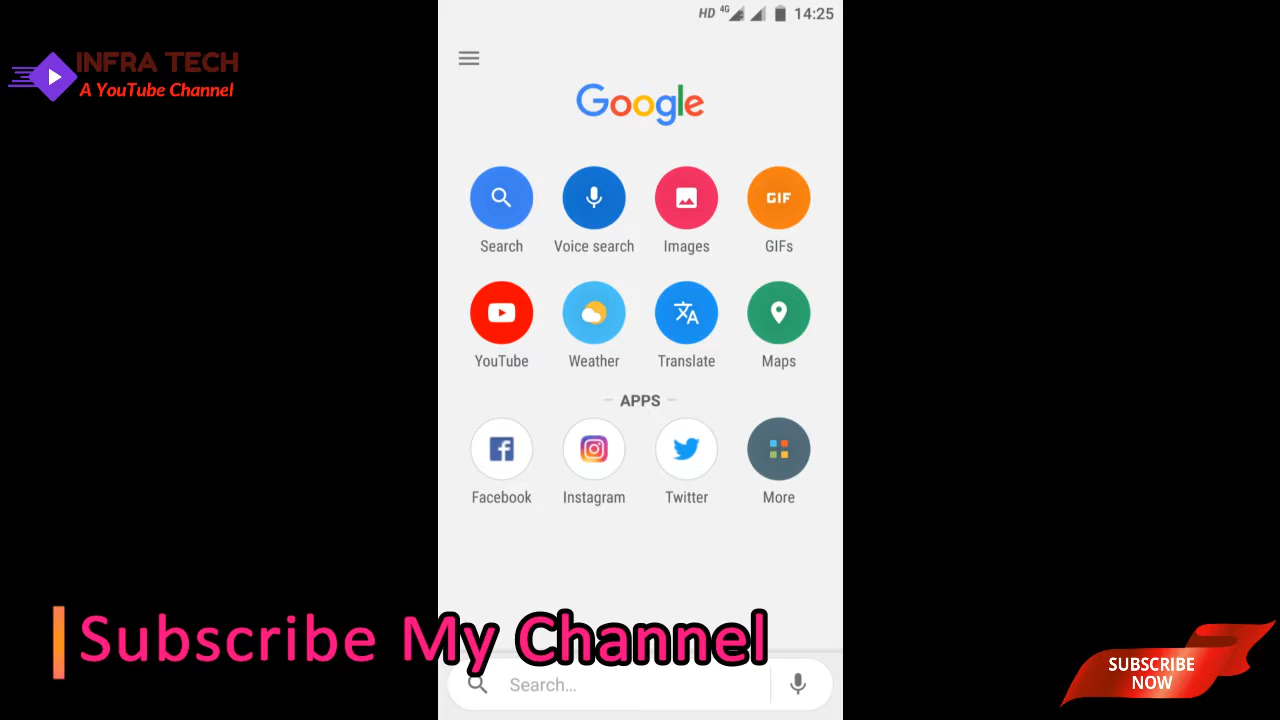 HD 4G 14:25
INFRA TECH
A YouTube Channel
Google
Search Voice search Images GIFs
GIF
YouTube Weather Translate Maps
APPS
Facebook Instagram Twitter More
Subscribe My Channel
Search...
SUBSCRIBE
NOW